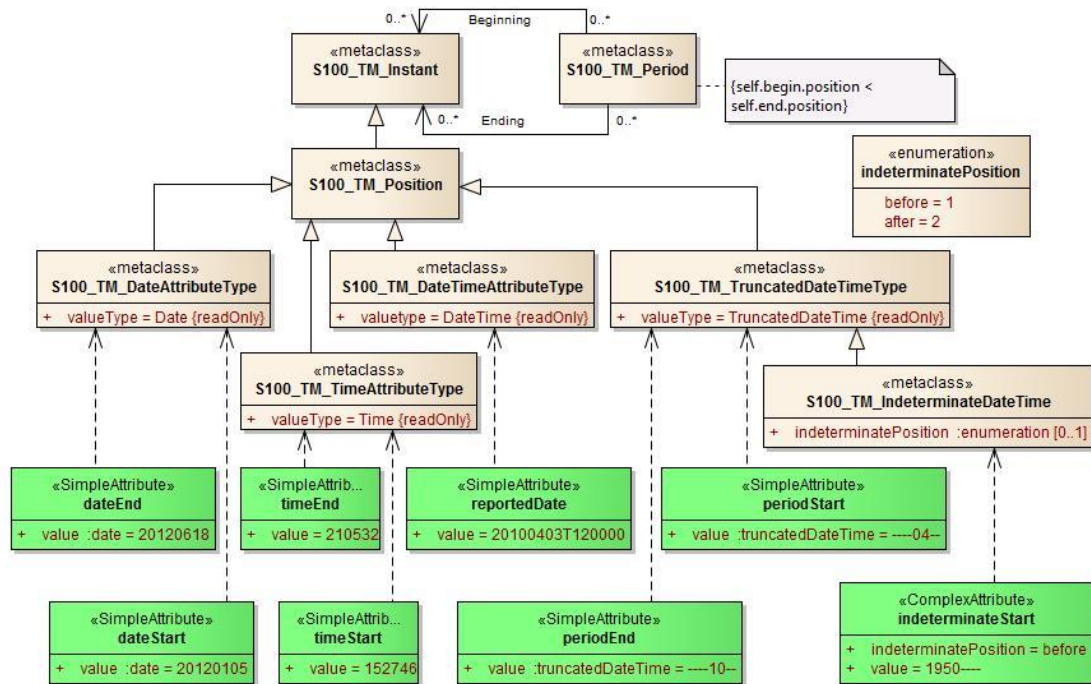 0..*
Beginning
0..*
«metaclass»
S100_TM_Instant
«metaclass»
S100_TM_Period
{self.begin.position <
self.end.position}
0..*
Ending
0..*
«metaclass»
S100_TM_Position
«enumeration»
indeterminatePosition
before = 1
after = 2
«metaclass»
S100_TM_DateAttributeType
+ valueType = Date {readOnly}
«metaclass»
S100_TM_DateTimeAttributeType
+ valuetype = DateTime {readOnly}
«metaclass»
S100_TM_TruncatedDateTimeType
+ valueType = TruncatedDateTime {readOnly}
«metaclass»
S100_TM_TimeAttributeType
+ valueType = Time {readOnly}
«metaclass»
S100_TM_IndeterminateDateTime
+ indeterminatePosition :enumeration [0..1]
«SimpleAttribute»
dateEnd
+ value :date = 20120618
«SimpleAttrib...
timeEnd
+ value = 210532
«SimpleAttribute»
reportedDate
+ value = 20100403T120000
«SimpleAttribute»
periodStart
+ value :truncatedDateTime = ----04--
«SimpleAttribute»
dateStart
+ value :date = 20120105
«SimpleAttrib...
timeStart
+ value = 152746
«SimpleAttribute»
periodEnd
+ value :truncatedDateTime = ----10--
«ComplexAttribute»
indeterminateStart
+ indeterminatePosition = before
+ value = 1950----